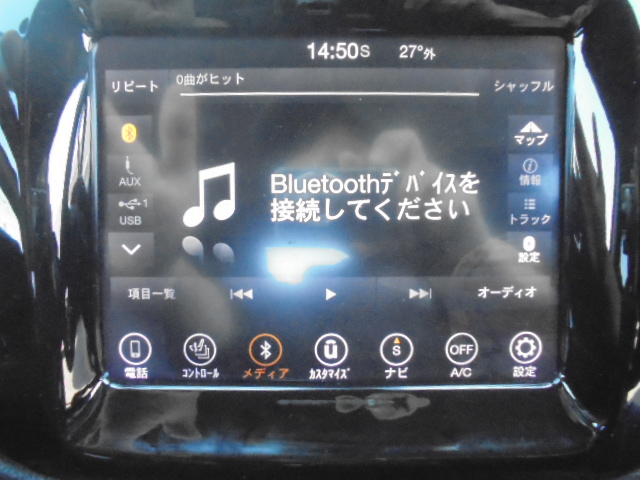 14:50S 27°外
リピート 0曲がヒット シャッフル
マップ
AUX 情報
Bluetoothﾃﾞﾊﾞｲｽを
接続してください
1
USB トラック
設定
項目一覧 オーディオ
S OFF
電話 ｺﾝﾄﾛｰﾙ メディア ｶｽﾀﾏｲｽﾞ ナビ A/C 設定